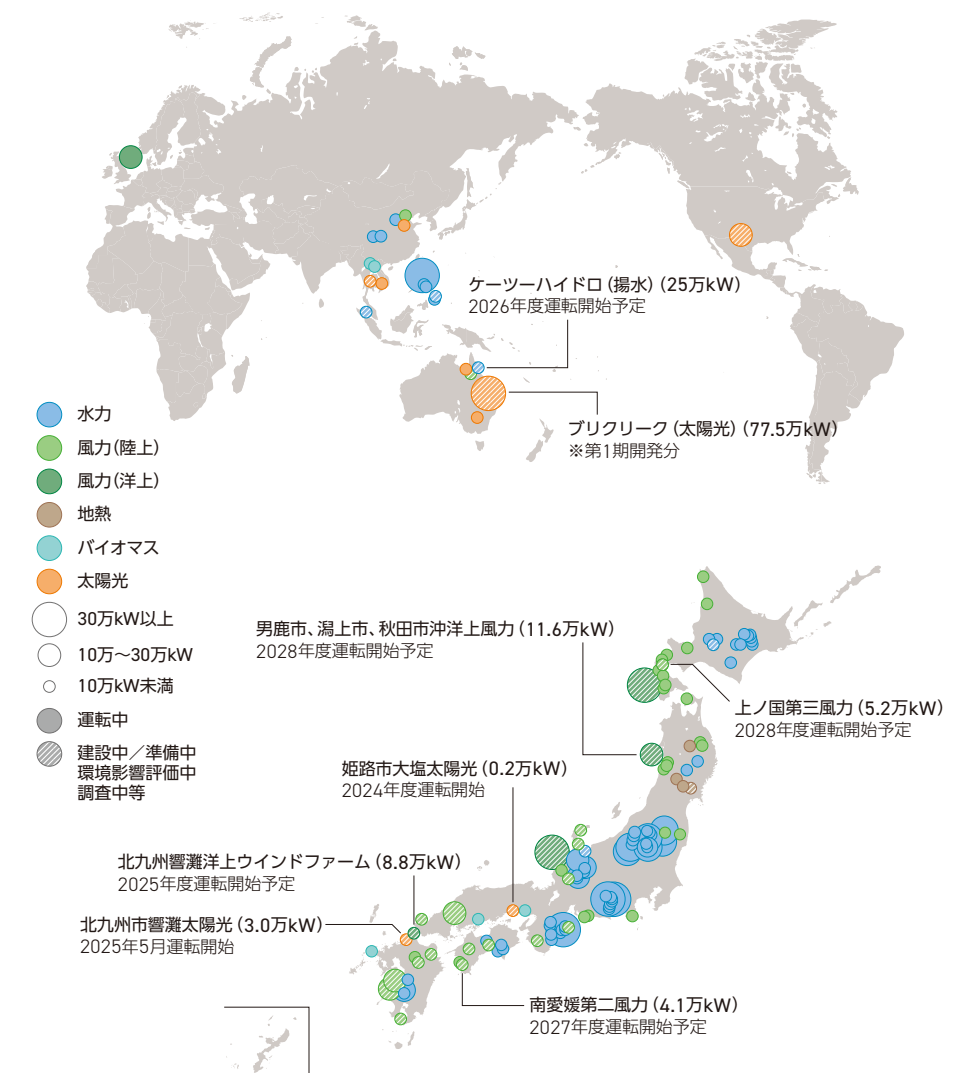 ケーツーハイドロ（揚水）（25万kW）
2026年度運転開始予定
ブリクリーク（太陽光）（77.5万kW）
※第1期開発分
水力
風力（陸上）
風力（洋上）
地熱
バイオマス
太陽光
30万kW以上
10万～30万kW
10万kW未満
運転中
建設中／準備中
環境影響評価中
調査中等
男鹿市、潟上市、秋田市沖洋上風力（11.6万kW）
2028年度運転開始予定
上ノ国第三風力（5.2万kW）
2028年度運転開始予定
姫路市大塩太陽光（0.2万kW）
2024年度運転開始
北九州響灘洋上ウインドファーム（8.8万kW）
2025年度運転開始予定
北九州市響灘太陽光（3.0万kW）
2025年5月運転開始
南愛媛第二風力（4.1万kW）
2027年度運転開始予定